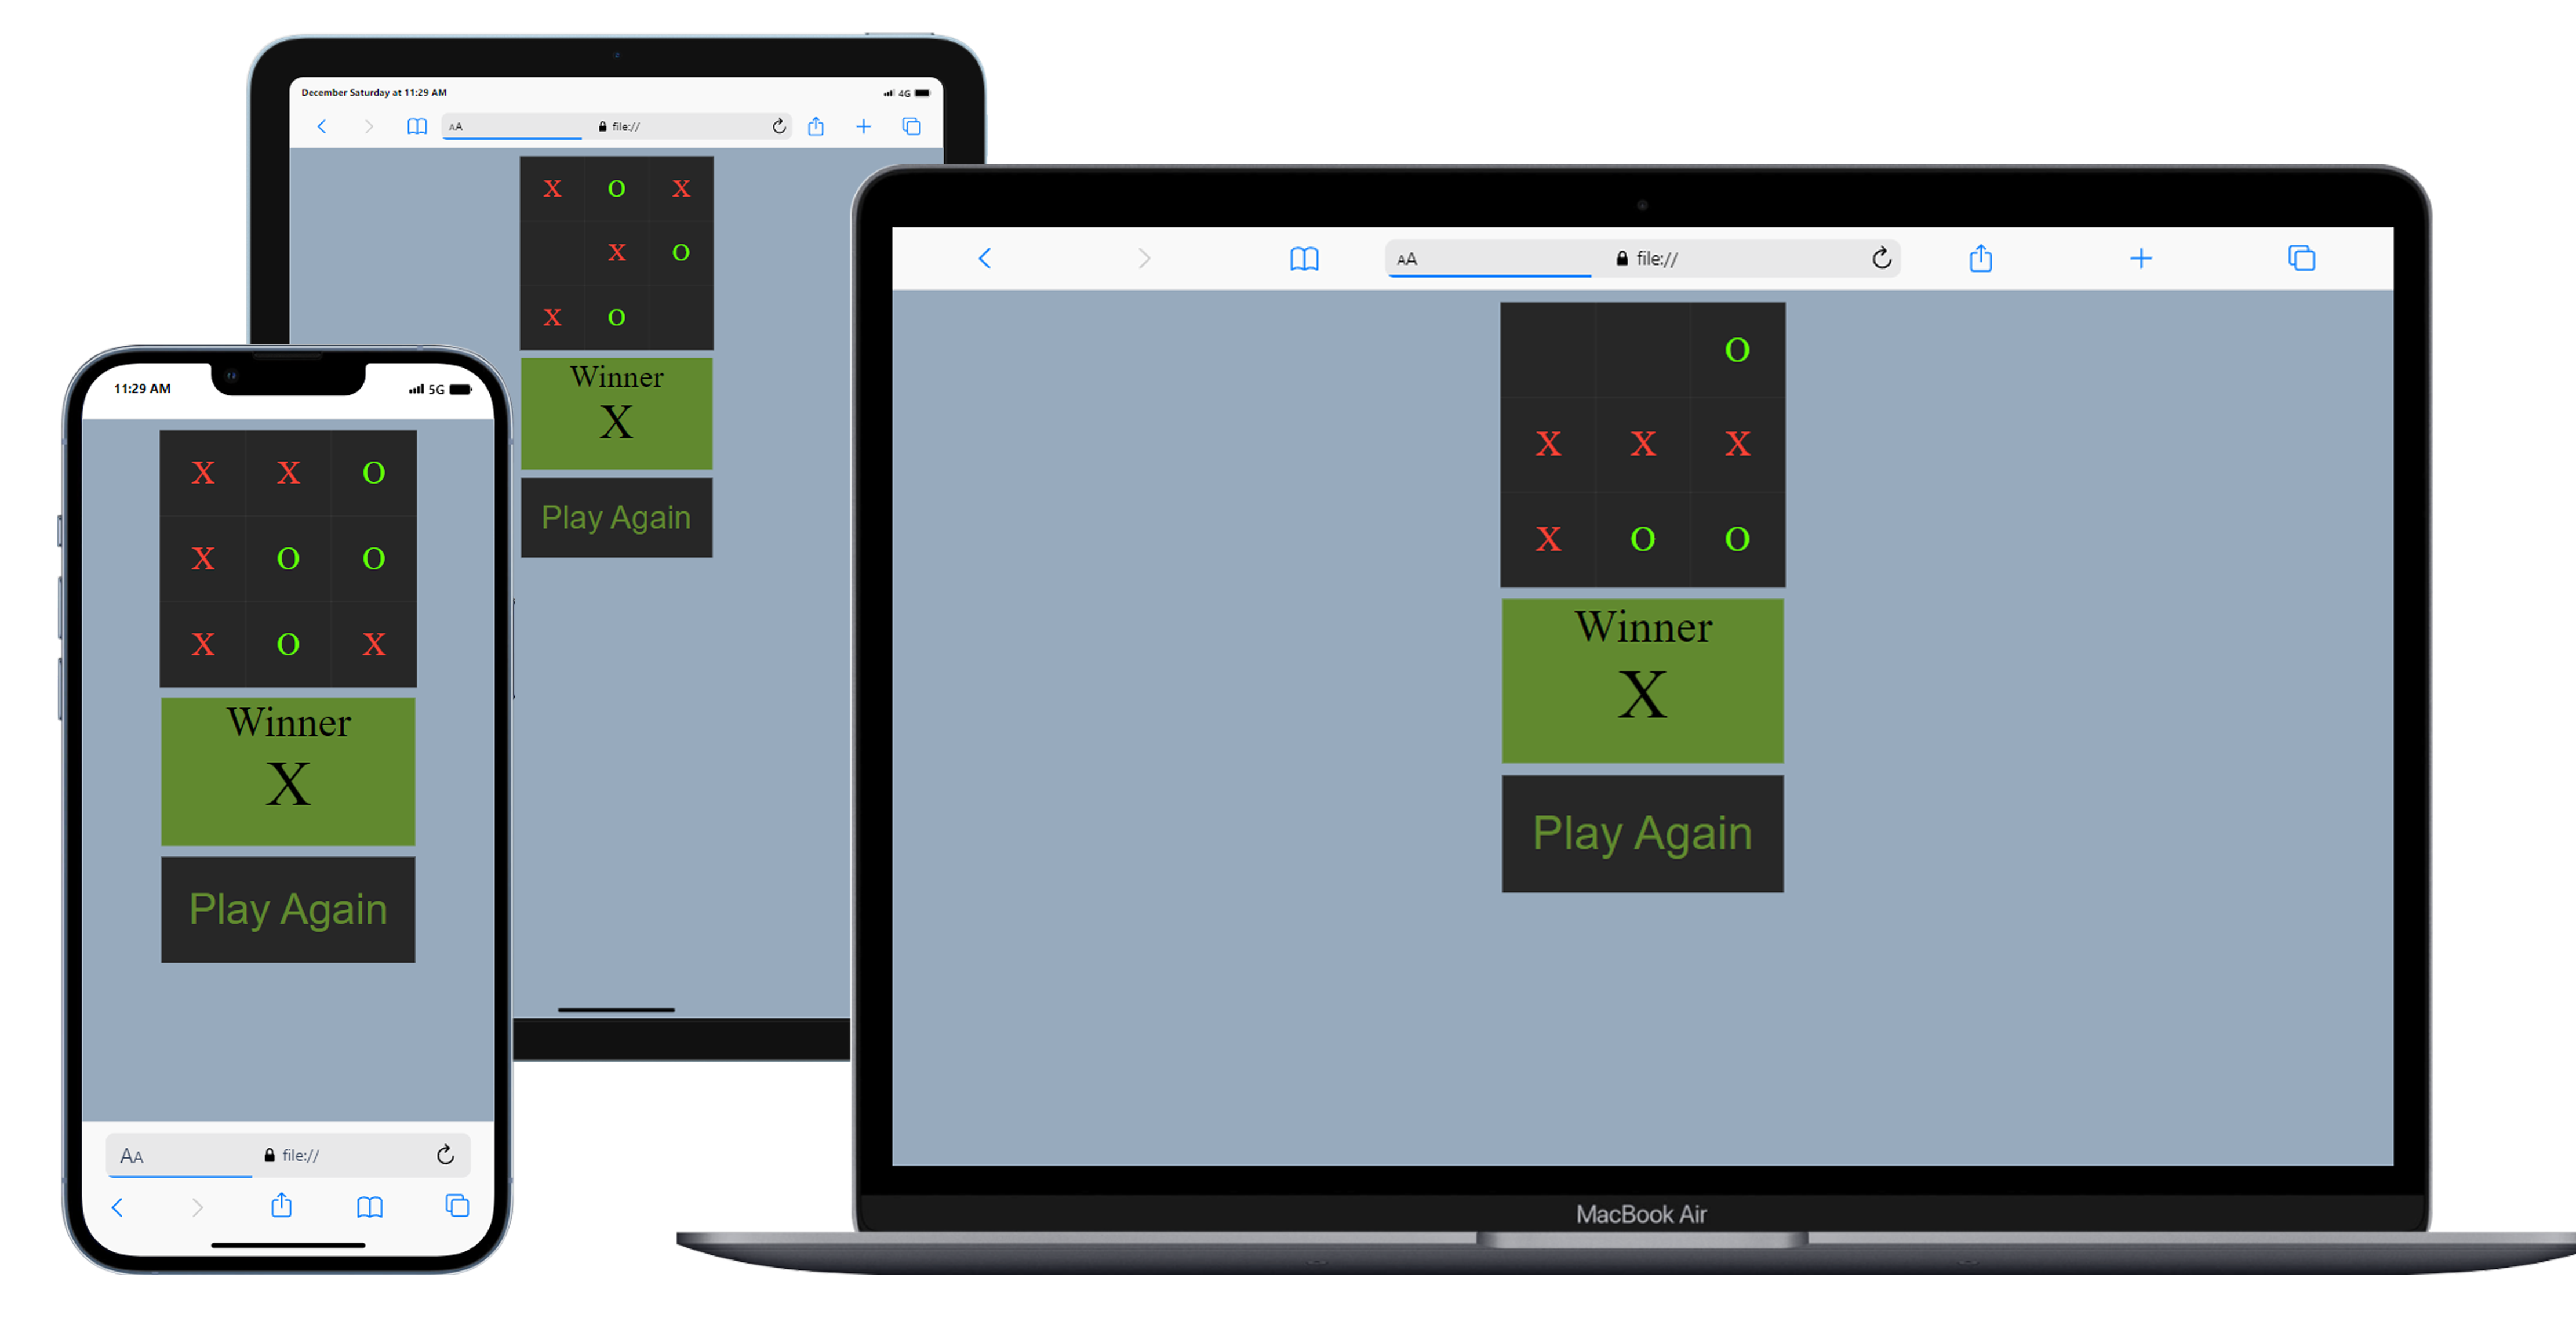 December Saturday at 11:29 AM
4G
AA
file://
X O X
X O
X O
Winner
X
Play Again
11:29 AM
5G
X X O
X O O
X O X
Winner
X
Play Again
AA
file://
AA
file://
O
X X X
X O O
Winner
X
Play Again
MacBook Air